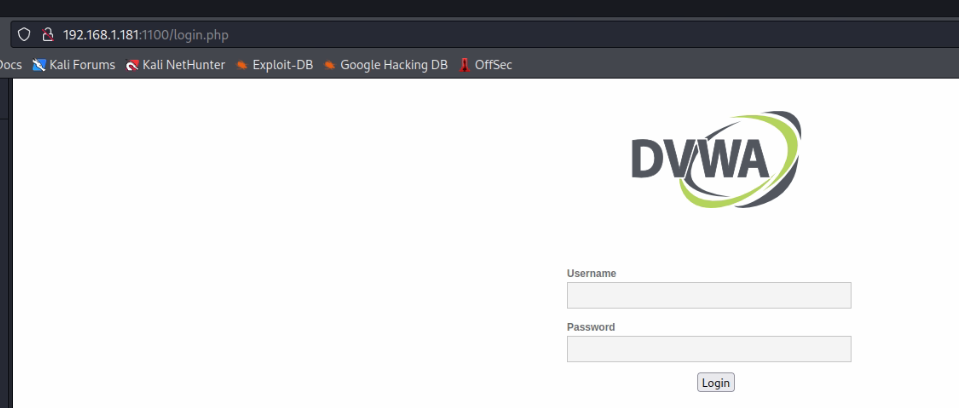 192.168.1.181:1100/login.php
Docs Kali Forums Kali NetHunter Exploit-DB Google Hacking DB OffSec
DVWA
Username
Password
Login